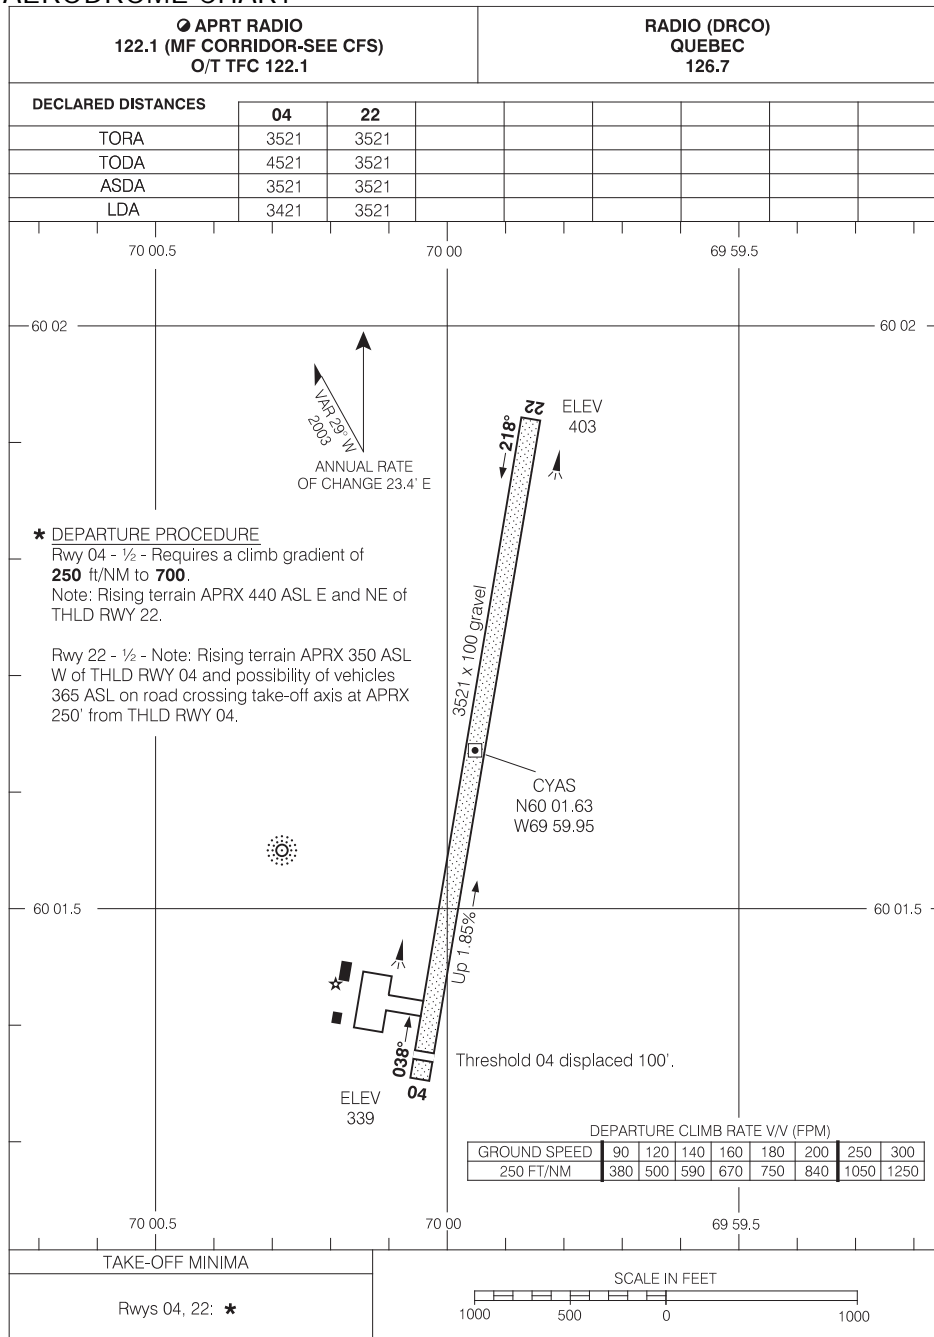 AERODROME CHART
APRT RADIO
122.1 (MF CORRIDOR-SEE CFS)
O/T TFC 122.1
RADIO (DRCO)
QUEBEC
126.7
DECLARED DISTANCES
04 22
TORA 3521 3521
TODA 4521 3521
ASDA 3521 3521
LDA 3421 3521
70 00.5 70 00 69 59.5
60 02 60 02
VAR 29° W
2003
ANNUAL RATE
OF CHANGE 23.4' E
22
218°
ELEV
403
* DEPARTURE PROCEDURE
Rwy 04 - ½ - Requires a climb gradient of
250 ft/NM to 700.
Note: Rising terrain APRX 440 ASL E and NE of
THLD RWY 22.
Rwy 22 - ½ - Note: Rising terrain APRX 350 ASL
W of THLD RWY 04 and possibility of vehicles
365 ASL on road crossing take-off axis at APRX
250' from THLD RWY 04.
3521 x 100 gravel
CYAS
N60 01.63
W69 59.95
60 01.5 60 01.5
Up 1.85%
038°
Threshold 04 displaced 100'.
04
ELEV
339
DEPARTURE CLIMB RATE V/V (FPM)
GROUND SPEED 90 120 140 160 180 200 250 300
250 FT/NM 380 500 590 670 750 840 1050 1250
70 00.5 70 00 69 59.5
TAKE-OFF MINIMA
Rwys 04, 22: *
SCALE IN FEET
1000 500 0 1000